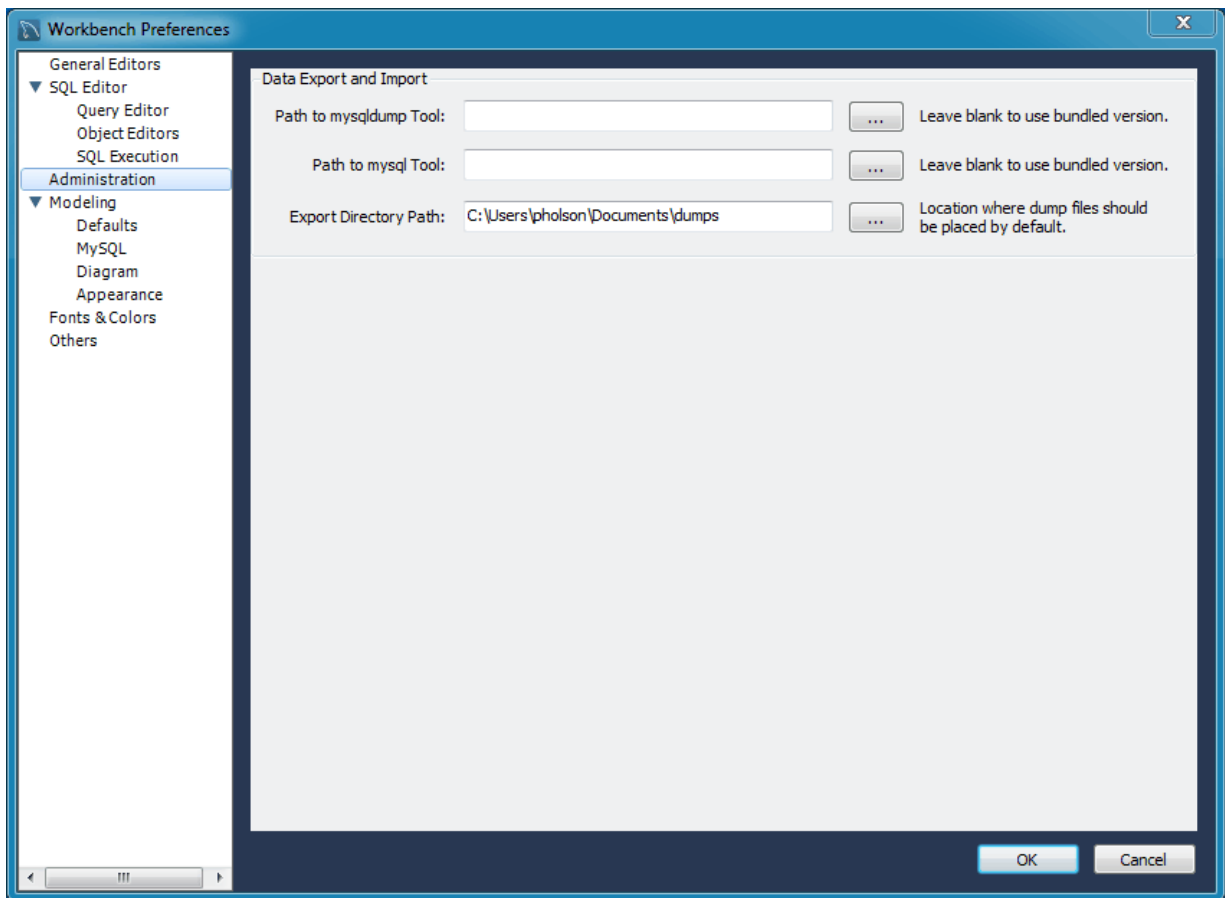 Workbench Preferences
General Editors
SQL Editor
Query Editor
Object Editors
SQL Execution
Administration
Modeling
Defaults
MySQL
Diagram
Appearance
Fonts & Colors
Others
Data Export and Import
Path to mysqldump Tool:
...
Leave blank to use bundled version.
Path to mysql Tool:
...
Leave blank to use bundled version.
Export Directory Path:
C:\Users\pholson\Documents\dumps
...
Location where dump files should
be placed by default.
OK
Cancel